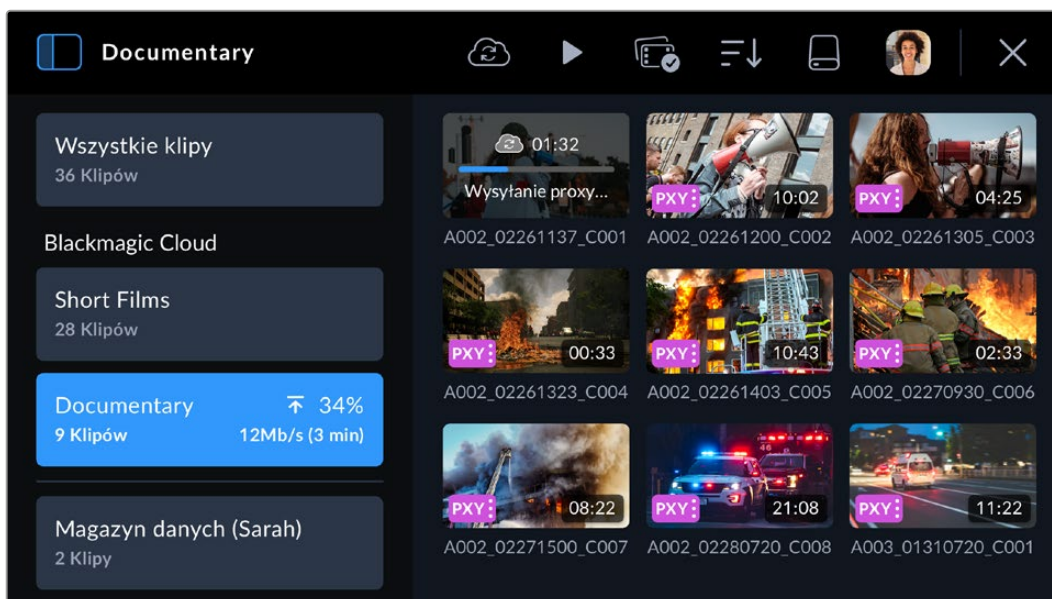 Documentary
Wszystkie klipy
36 Klipów
Blackmagic Cloud
Short Films
28 Klipów
Documentary 34%
9 Klipów 12Mb/s (3 min)
Magazyn danych (Sarah)
2 Klipy
01:32
Wysyłanie proxy...
A002_02261137_C001
PXY 10:02
A002_02261200_C002
PXY 04:25
A002_02261305_C003
PXY 00:33
A002_02261323_C004
PXY 10:43
A002_02261403_C005
PXY 02:33
A002_02270930_C006
PXY 08:22
A002_02271500_C007
46
PXY 21:08
A002_02280720_C008
PXY 11:22
A003_01310720_C001